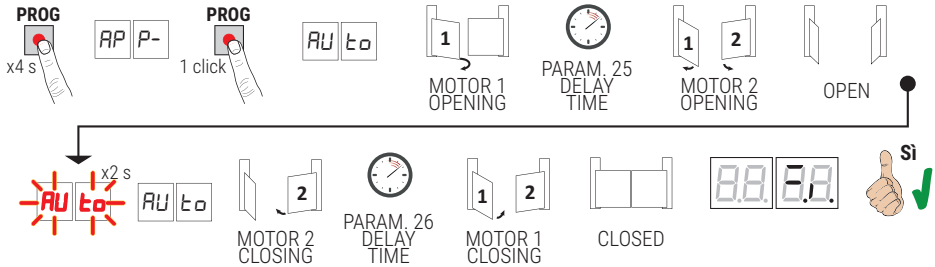 PROG
x4 s
AP P-
PROG
1 click
AU to
1
MOTOR 1
OPENING
PARAM. 25
DELAY
TIME
1 2
MOTOR 2
OPENING
OPEN
AU to
x2 s
AU to
2
MOTOR 2
CLOSING
PARAM. 26
DELAY
TIME
1 2
MOTOR 1
CLOSING
CLOSED
Sì